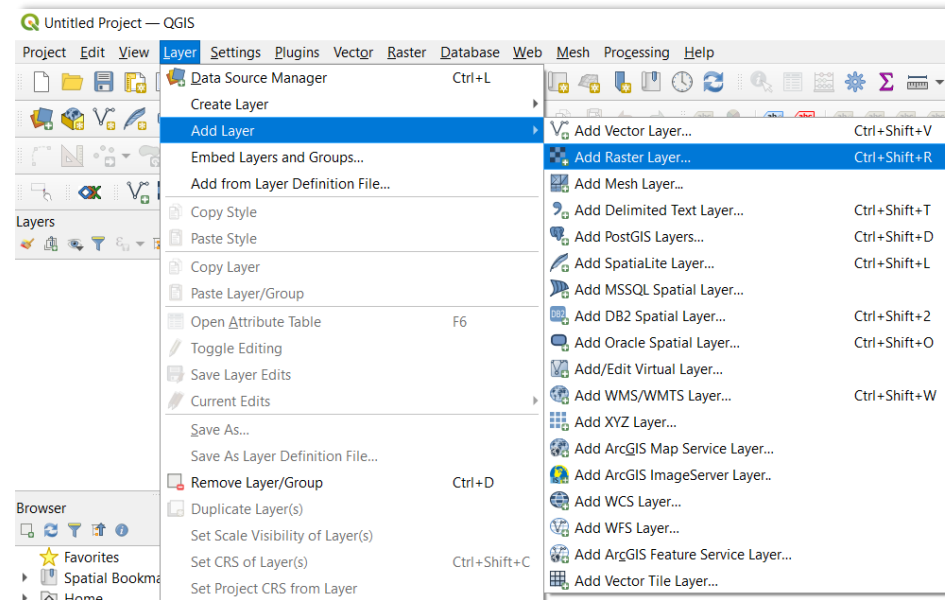 Untitled Project — QGIS
Project Edit View Layer Settings Plugins Vector Raster Database Web Mesh Processing Help
Data Source Manager Ctrl+L
Create Layer
Add Layer
Embed Layers and Groups...
Add from Layer Definition File...
Copy Style
Paste Style
Copy Layer
Paste Layer/Group
Open Attribute Table F6
Toggle Editing
Save Layer Edits
Current Edits
Save As...
Save As Layer Definition File...
Remove Layer/Group Ctrl+D
Duplicate Layer(s)
Set Scale Visibility of Layer(s)
Set CRS of Layer(s) Ctrl+Shift+C
Set Project CRS from Layer
Add Vector Layer... Ctrl+Shift+V
Add Raster Layer... Ctrl+Shift+R
Add Mesh Layer...
Add Delimited Text Layer... Ctrl+Shift+T
Add PostGIS Layers... Ctrl+Shift+D
Add SpatiaLite Layer... Ctrl+Shift+L
Add MSSQL Spatial Layer...
DB2 Add DB2 Spatial Layer... Ctrl+Shift+2
Add Oracle Spatial Layer... Ctrl+Shift+O
Add/Edit Virtual Layer...
Add WMS/WMTS Layer... Ctrl+Shift+W
Add XYZ Layer...
Add ArcGIS Map Service Layer...
Add ArcGIS ImageServer Layer..
Add WCS Layer...
Add WFS Layer...
Add ArcGIS Feature Service Layer...
Add Vector Tile Layer...
Layers
Browser
Favorites
Spatial Bookma
Home